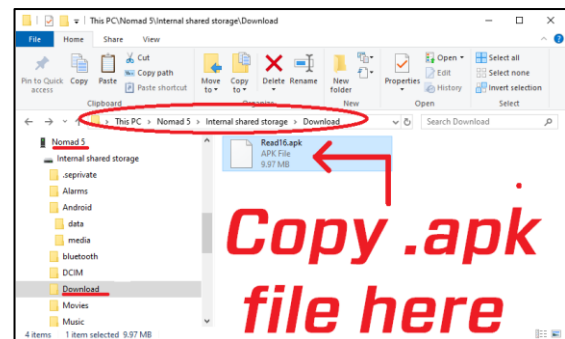 This PC\Nomad 5\Internal shared storage\Download
File Home Share View
Pin to Quick access
Copy
Paste
Cut
Copy path
Paste shortcut
Clipboard
Move to
Copy to
Delete
Rename
Organize
New folder
New
Properties
Open
Edit
History
Open
Select all
Select none
Invert selection
Select
This PC > Nomad 5 > Internal shared storage > Download
Search Download
Nomad 5
Internal shared storage
.seprivate
Alarms
Android
data
media
bluetooth
DCIM
Download
Movies
Music
Read16.apk
APK File
9.97 MB
Copy .apk
file here
4 items 1 item selected 9.97 MB